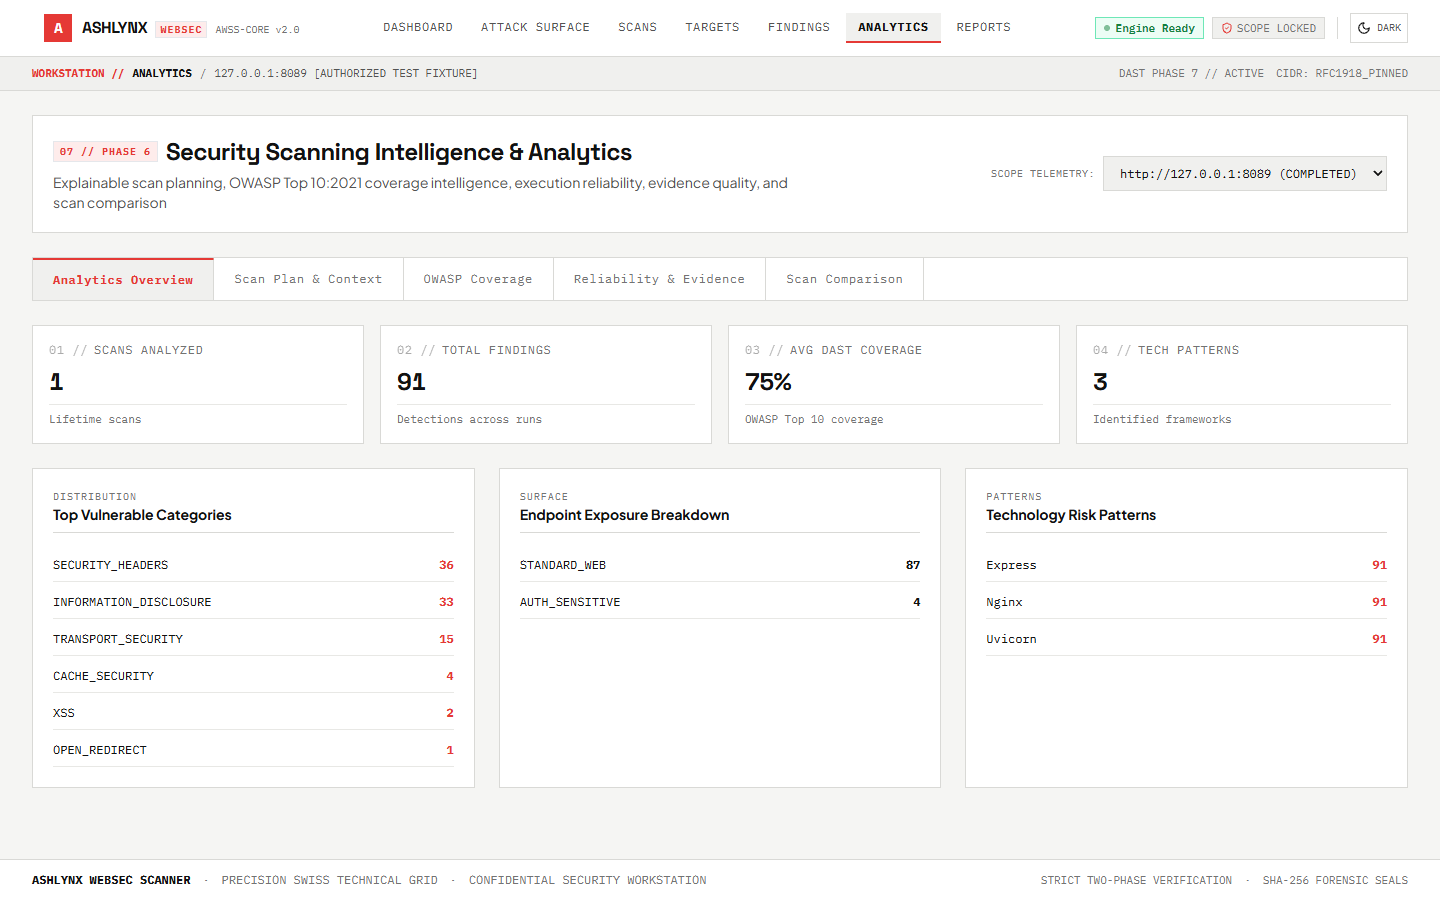 A ASHLYNX WEBSEC AWSS-CORE v2.0 DASHBOARD ATTACK SURFACE SCANS TARGETS FINDINGS ANALYTICS REPORTS Engine Ready SCOPE LOCKED DARK
WORKSTATION // ANALYTICS / 127.0.0.1:8089 [AUTHORIZED TEST FIXTURE] DAST PHASE 7 // ACTIVE CIDR: RFC1918_PINNED
07 // PHASE 6 Security Scanning Intelligence & Analytics
Explainable scan planning, OWASP Top 10:2021 coverage intelligence, execution reliability, evidence quality, and
scan comparison
SCOPE TELEMETRY: http://127.0.0.1:8089 (COMPLETED)
Analytics Overview Scan Plan & Context OWASP Coverage Reliability & Evidence Scan Comparison
01 // SCANS ANALYZED
1
Lifetime scans
02 // TOTAL FINDINGS
91
Detections across runs
03 // AVG DAST COVERAGE
75%
OWASP Top 10 coverage
04 // TECH PATTERNS
3
Identified frameworks
DISTRIBUTION
Top Vulnerable Categories
SECURITY_HEADERS 36
INFORMATION_DISCLOSURE 33
TRANSPORT_SECURITY 15
CACHE_SECURITY 4
XSS 2
OPEN_REDIRECT 1
SURFACE
Endpoint Exposure Breakdown
STANDARD_WEB 87
AUTH_SENSITIVE 4
PATTERNS
Technology Risk Patterns
Express 91
Nginx 91
Uvicorn 91
ASHLYNX WEBSEC SCANNER · PRECISION SWISS TECHNICAL GRID · CONFIDENTIAL SECURITY WORKSTATION STRICT TWO-PHASE VERIFICATION · SHA-256 FORENSIC SEALS